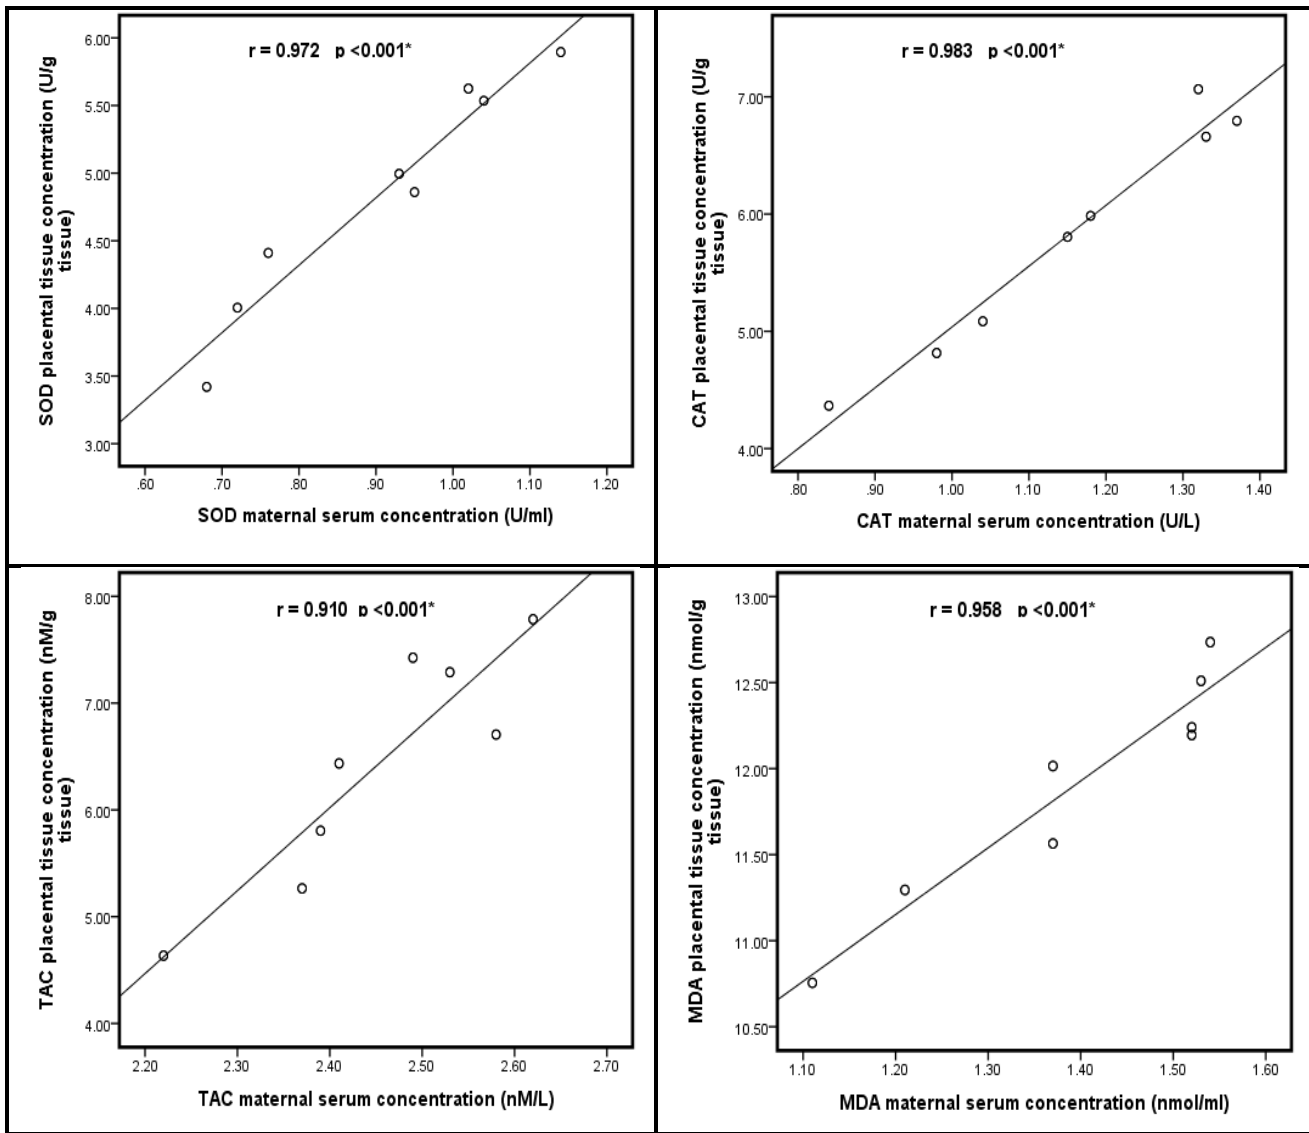 r = 0.972 p <0.001*
SOD placental tissue concentration (U/g
tissue)
6.00
5.50
5.00
4.50
4.00
3.50
3.00
.60 .70 .80 .90 1.00 1.10 1.20
SOD maternal serum concentration (U/ml)
r = 0.983 p <0.001*
CAT placental tissue concentration (U/g
tissue)
7.00
6.00
5.00
4.00
.80 .90 1.00 1.10 1.20 1.30 1.40
CAT maternal serum concentration (U/L)
r = 0.910 p <0.001*
TAC placental tissue concentration (nM/g
tissue)
8.00
7.00
6.00
5.00
4.00
2.20 2.30 2.40 2.50 2.60 2.70
TAC maternal serum concentration (nM/L)
r = 0.958 p <0.001*
MDA placental tissue concentration (nmol/g
tissue)
13.00
12.50
12.00
11.50
11.00
10.50
1.10 1.20 1.30 1.40 1.50 1.60
MDA maternal serum concentration (nmol/ml)